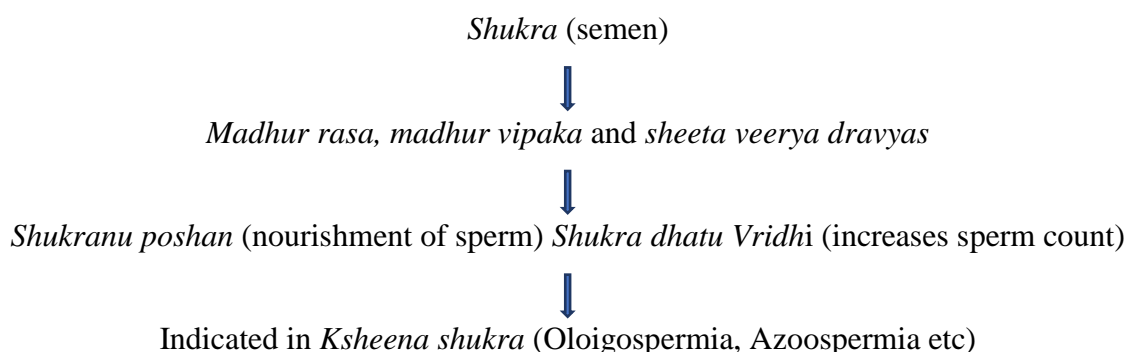 Shukra (semen)
Madhur rasa, madhur vipaka and sheeta veerya dravyas
Shukranu poshan (nourishment of sperm) Shukra dhatu Vridhi (increases sperm count)
Indicated in Ksheena shukra (Oloigospermia, Azoospermia etc)